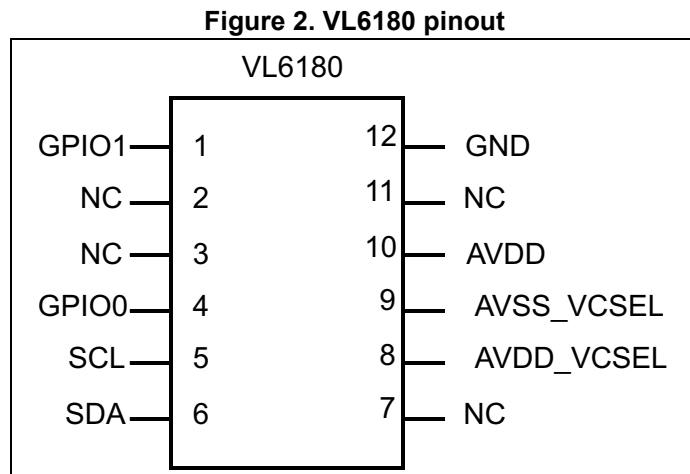 Figure 2. VL6180 pinout
VL6180
GPIO1 1 12 GND
NC 2 11 NC
NC 3 10 AVDD
GPIO0 4 9 AVSS_VCSEL
SCL 5 8 AVDD_VCSEL
SDA 6 7 NC